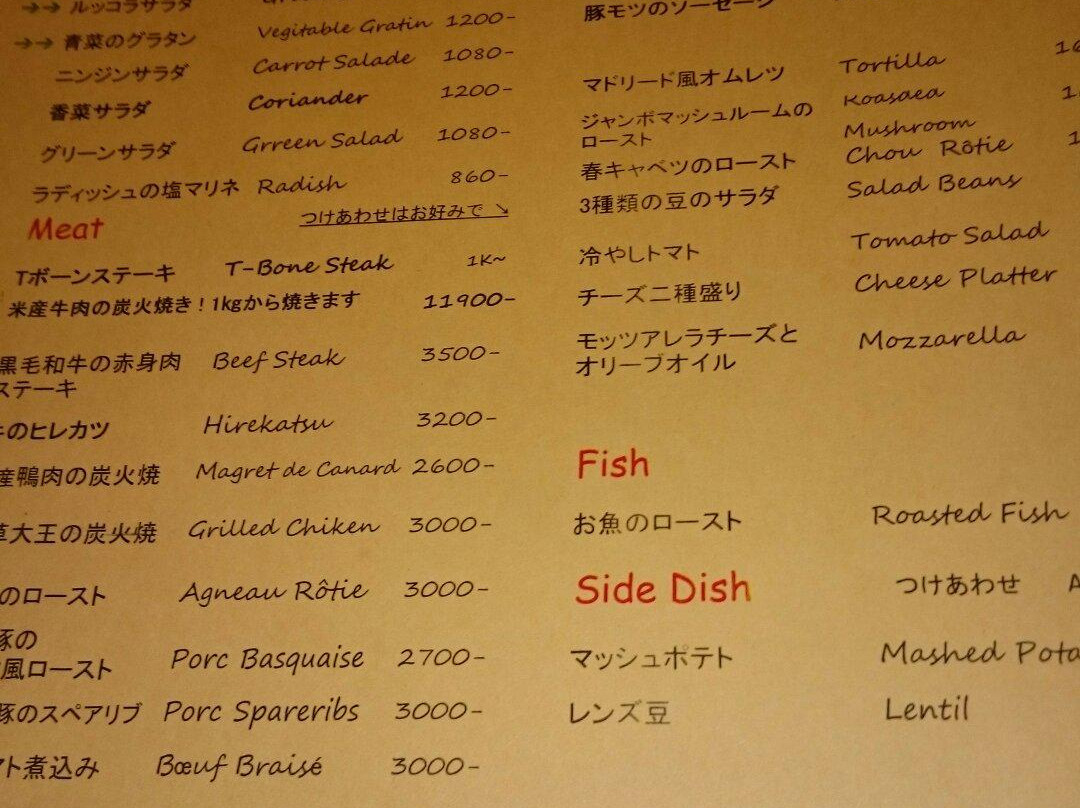 →→ ルッコラサラダ
→→ 青菜のグラタン Vegitable Gratin 1200-
ニンジンサラダ Carrot Salade 1080-
香菜サラダ Coriander 1200-
グリーンサラダ Grreen Salad 1080-
ラディッシュの塩マリネ Radish 860-
Meat つけあわせはお好みで ↘
Tボーンステーキ T-Bone Steak 1K~
米産牛肉の炭火焼き！1kgから焼きます 11900-
黒毛和牛の赤身肉 Beef Steak 3500-
ステーキ
のヒレカツ Hirekatsu 3200-
産鴨肉の炭火焼 Magret de Canard 2600-
大王の炭火焼 Grilled Chiken 3000-
のロースト Agneau Rôtie 3000-
豚の
風ロースト Porc Basquaise 2700-
豚のスペアリブ Porc Spareribs 3000-
ト煮込み Bœuf Braisé 3000-
豚モツのソーセージ
マドリード風オムレツ Tortilla
ジャンボマッシュルームの Koasaea
ロースト Mushroom
春キャベツのロースト Chou Rôtie
3種類の豆のサラダ Salad Beans
冷やしトマト Tomato Salad
チーズ二種盛り Cheese Platter
モッツアレラチーズと Mozzarella
オリーブオイル
Fish
お魚のロースト Roasted Fish
Side Dish つけあわせ
マッシュポテト Mashed Pota
レンズ豆 Lentil